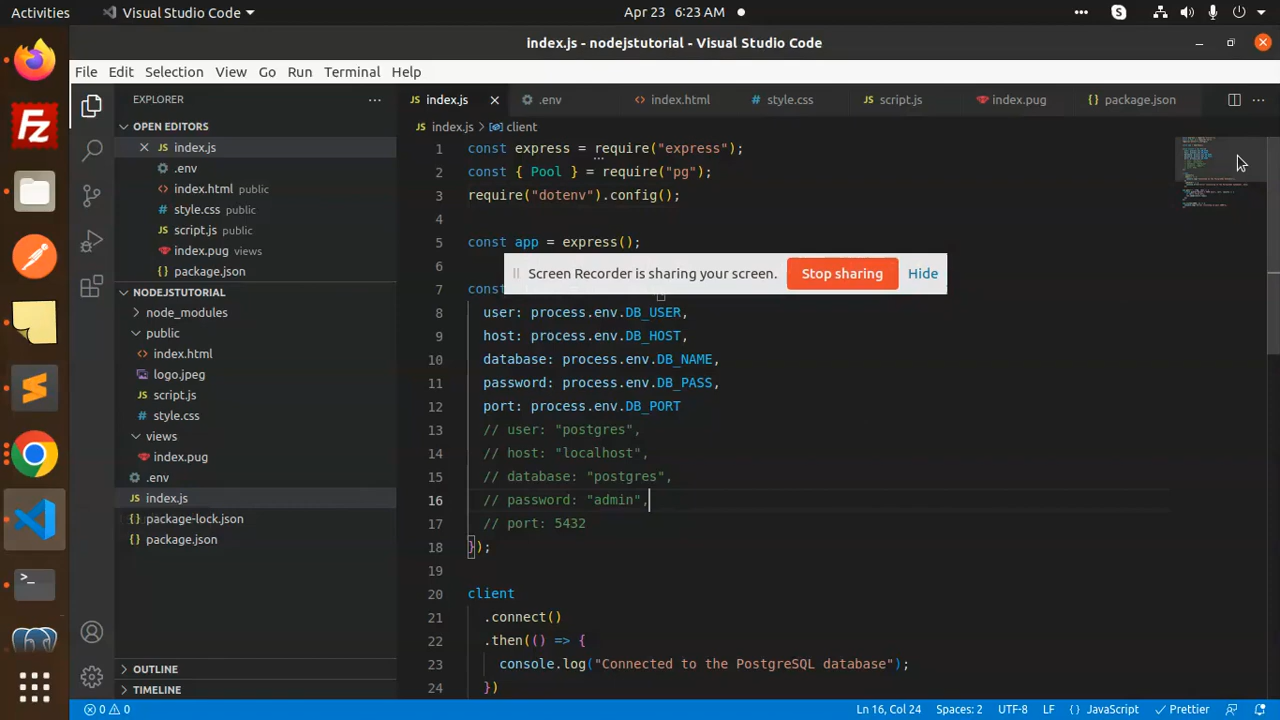 Activities
Visual Studio Code
Apr 23 6:23 AM
index.js - nodejstutorial - Visual Studio Code
File Edit Selection View Go Run Terminal Help
EXPLORER
OPEN EDITORS
index.js
.env
index.html public
style.css public
script.js public
index.pug views
package.json
NODEJSTUTORIAL
node_modules
public
index.html
logo.jpeg
script.js
style.css
views
index.pug
.env
index.js
package-lock.json
package.json
OUTLINE
TIMELINE
index.js .env index.html style.css script.js index.pug package.json
index.js > client
1 const express = require("express");
2 const { Pool } = require("pg");
3 require("dotenv").config();
4
5 const app = express();
6
Screen Recorder is sharing your screen. Stop sharing Hide
7 const
8 user: process.env.DB_USER,
9 host: process.env.DB_HOST,
10 database: process.env.DB_NAME,
11 password: process.env.DB_PASS,
12 port: process.env.DB_PORT
13 // user: "postgres",
14 // host: "localhost",
15 // database: "postgres",
16 // password: "admin",
17 // port: 5432
18 });
19
20 client
21 .connect()
22 .then(() => {
23 console.log("Connected to the PostgreSQL database");
24 })
0 0
Ln 16, Col 24 Spaces: 2 UTF-8 LF {} JavaScript Prettier